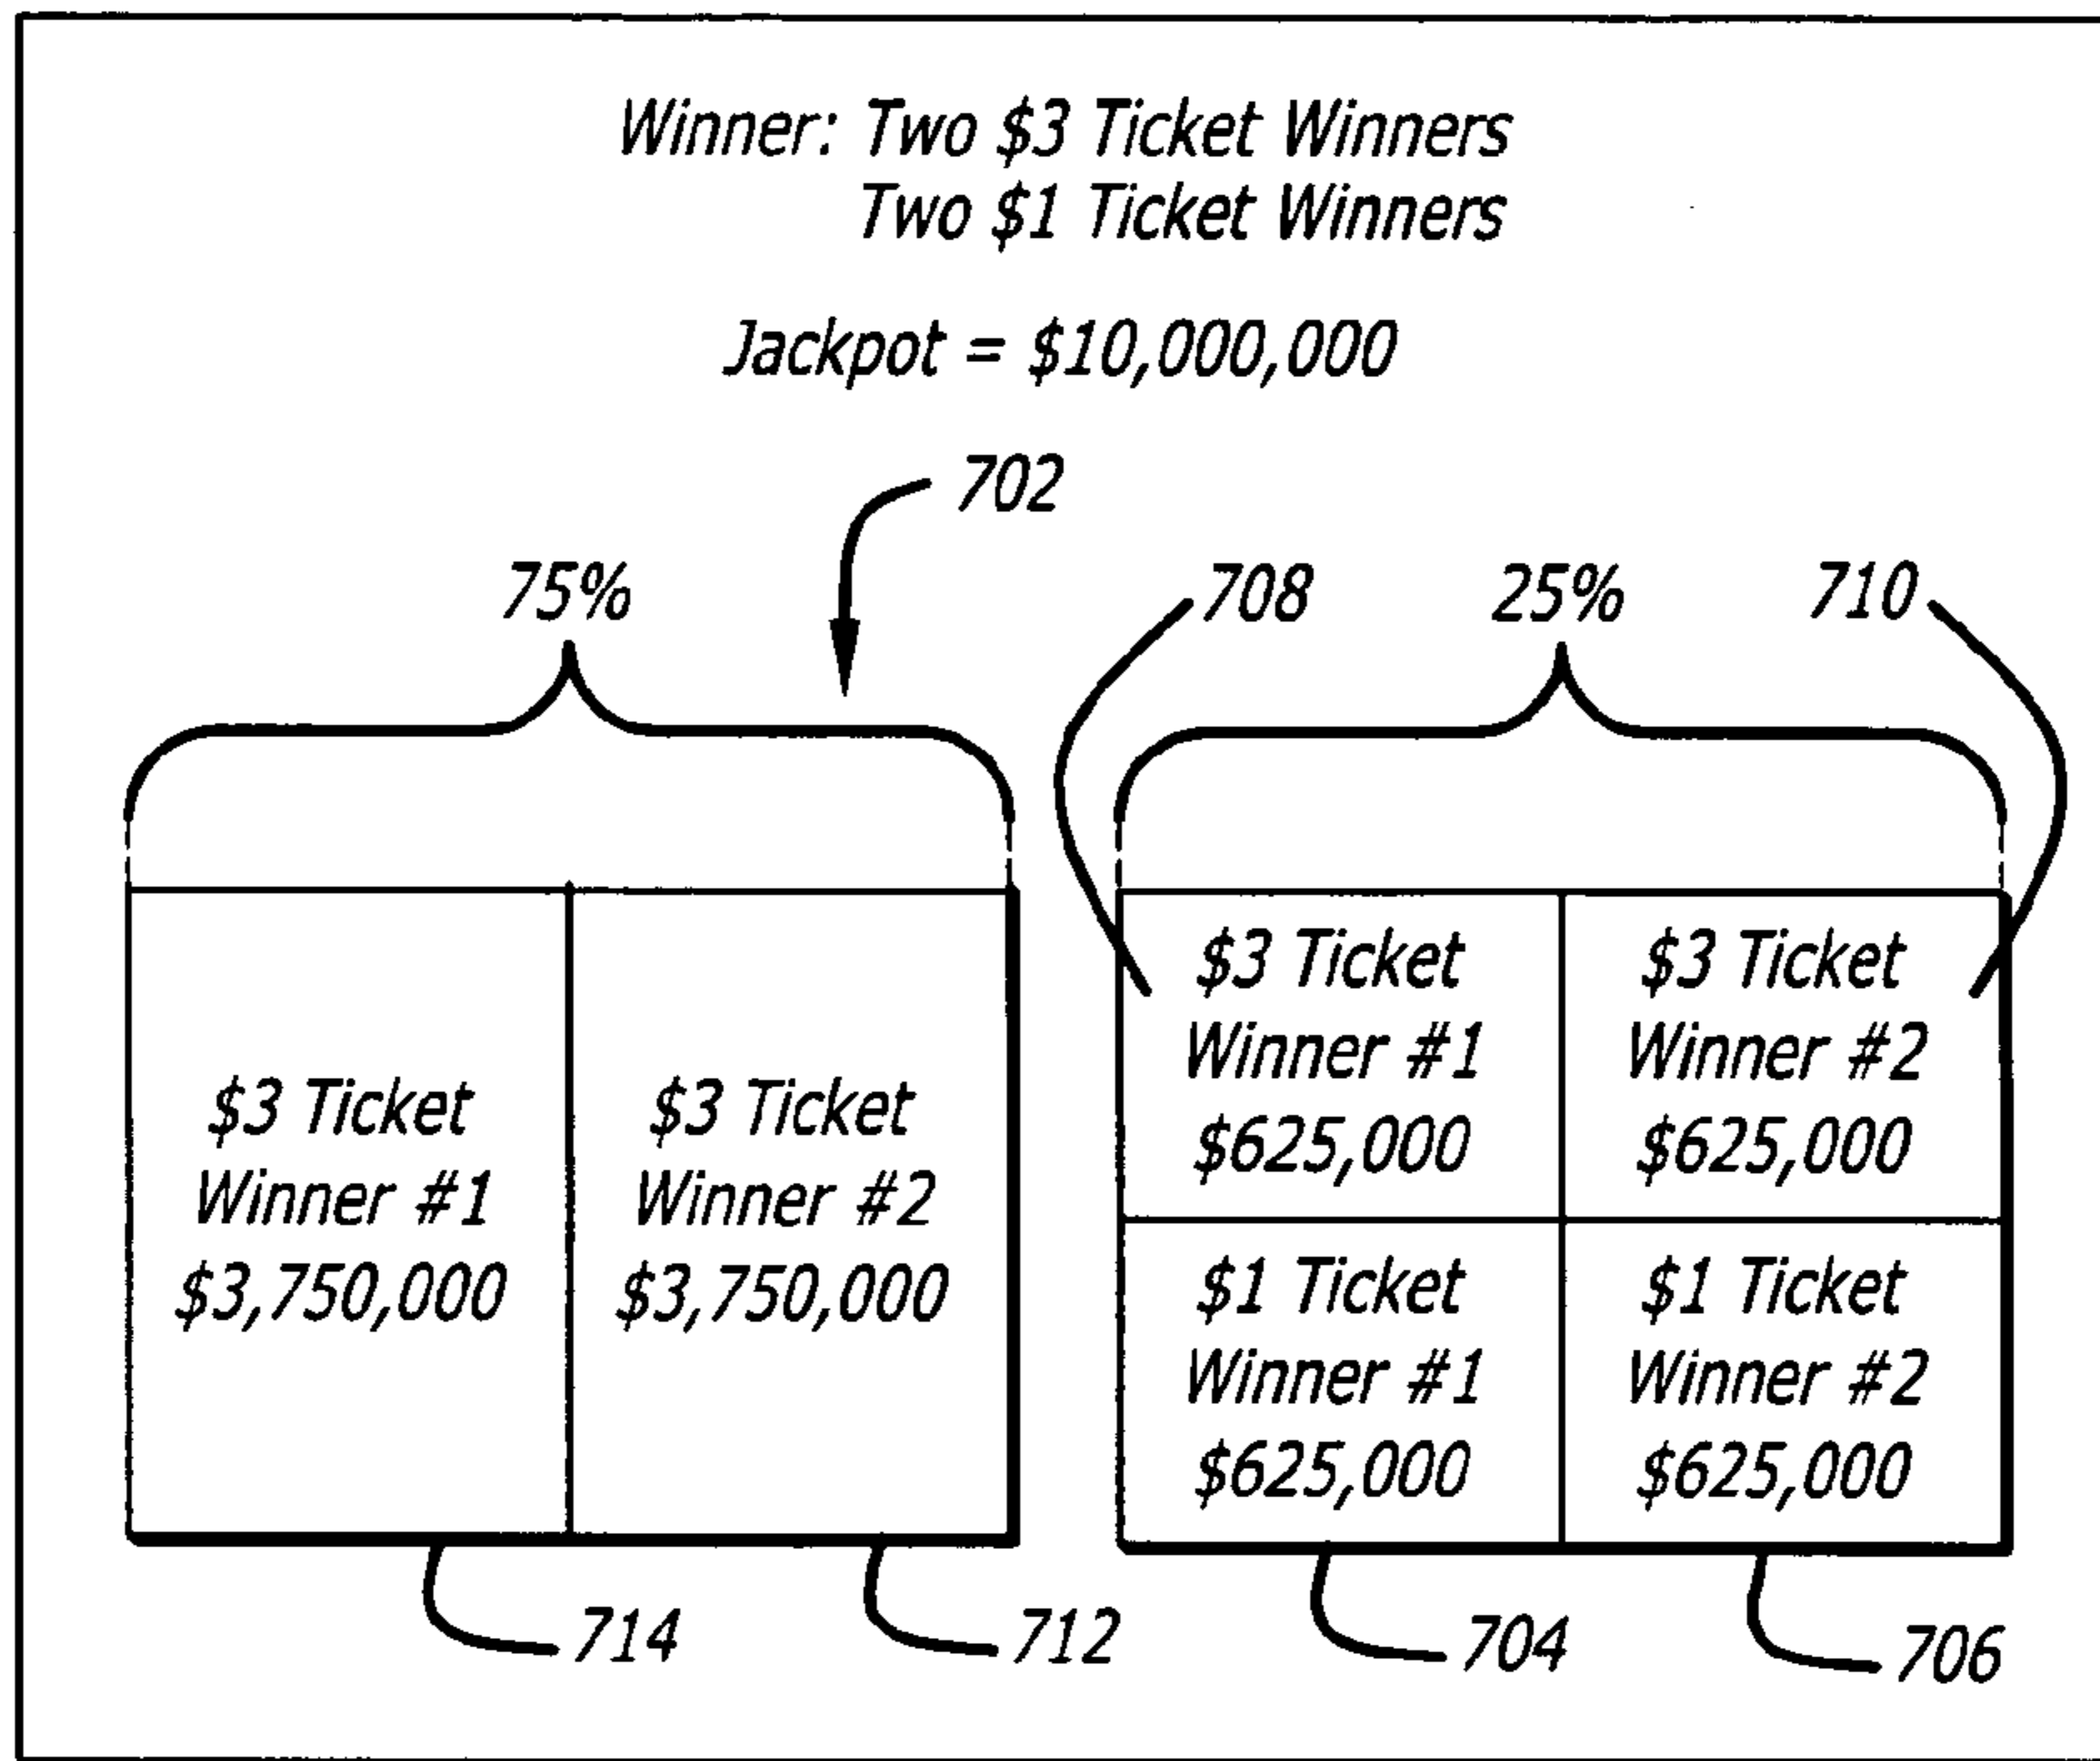 Winner: Two $3 Ticket Winners
Two $1 Ticket Winners
Jackpot = $10,000,000
702
75%
708
25%
710
$3 Ticket
Winner #1
$3,750,000
$3 Ticket
Winner #2
$3,750,000
$3 Ticket
Winner #1
$625,000
$3 Ticket
Winner #2
$625,000
$1 Ticket
Winner #1
$625,000
$1 Ticket
Winner #2
$625,000
714
712
704
706